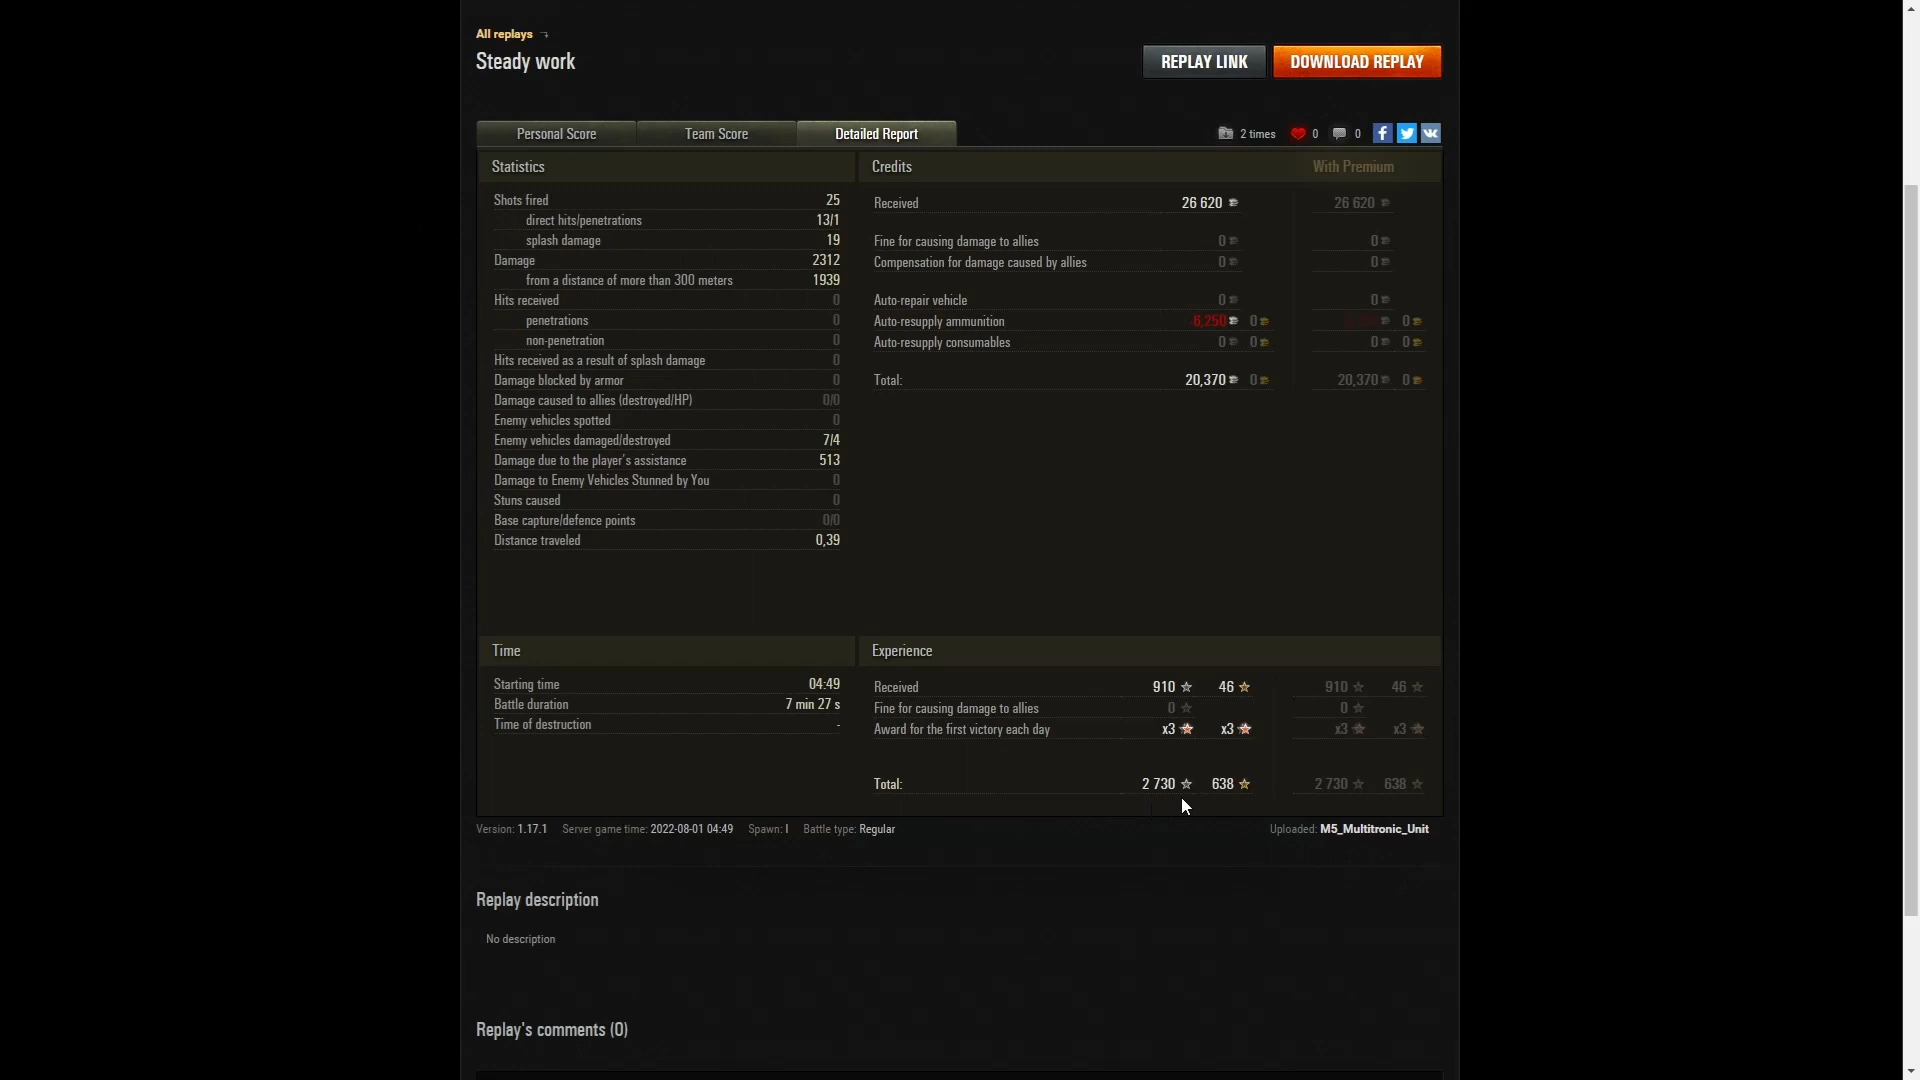 All replays
Steady work
REPLAY LINK
DOWNLOAD REPLAY
Personal Score
Team Score
Detailed Report
2 times
0
0
Statistics
Shots fired 25
direct hits/penetrations 13/1
splash damage 19
Damage 2312
from a distance of more than 300 meters 1939
Hits received 0
penetrations 0
non-penetration 0
Hits received as a result of splash damage 0
Damage blocked by armor 0
Damage caused to allies (destroyed/HP) 0/0
Enemy vehicles spotted 0
Enemy vehicles damaged/destroyed 7/4
Damage due to the player's assistance 513
Damage to Enemy Vehicles Stunned by You 0
Stuns caused 0
Base capture/defence points 0/0
Distance traveled 0,39
Credits With Premium
Received 26 620 26 620
Fine for causing damage to allies 0 0
Compensation for damage caused by allies 0 0
Auto-repair vehicle 0 0
Auto-resupply ammunition -6,250 0 0
Auto-resupply consumables 0 0 0 0
Total: 20,370 0 20,370 0
Time
Starting time 04:49
Battle duration 7 min 27 s
Time of destruction -
Experience
Received 910 46 910 46
Fine for causing damage to allies 0 0
Award for the first victory each day x3 x3 x3 x3
Total: 2 730 638 2 730 638
Version: 1.17.1 Server game time: 2022-08-01 04:49 Spawn: I Battle type: Regular
Uploaded: M5_Multitronic_Unit
Replay description
No description
Replay's comments (0)